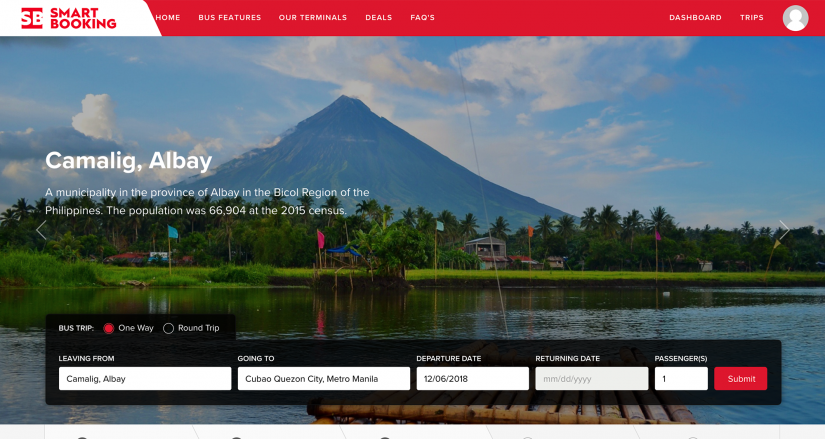 SB SMART
BOOKING
HOME BUS FEATURES OUR TERMINALS DEALS FAQ'S DASHBOARD TRIPS
Camalig, Albay
A municipality in the province of Albay in the Bicol Region of the
Philippines. The population was 66,904 at the 2015 census.
BUS TRIP: One Way Round Trip
LEAVING FROM GOING TO DEPARTURE DATE RETURNING DATE PASSENGER(S)
Camalig, Albay Cubao Quezon City, Metro Manila 12/06/2018 mm/dd/yyyy 1 Submit